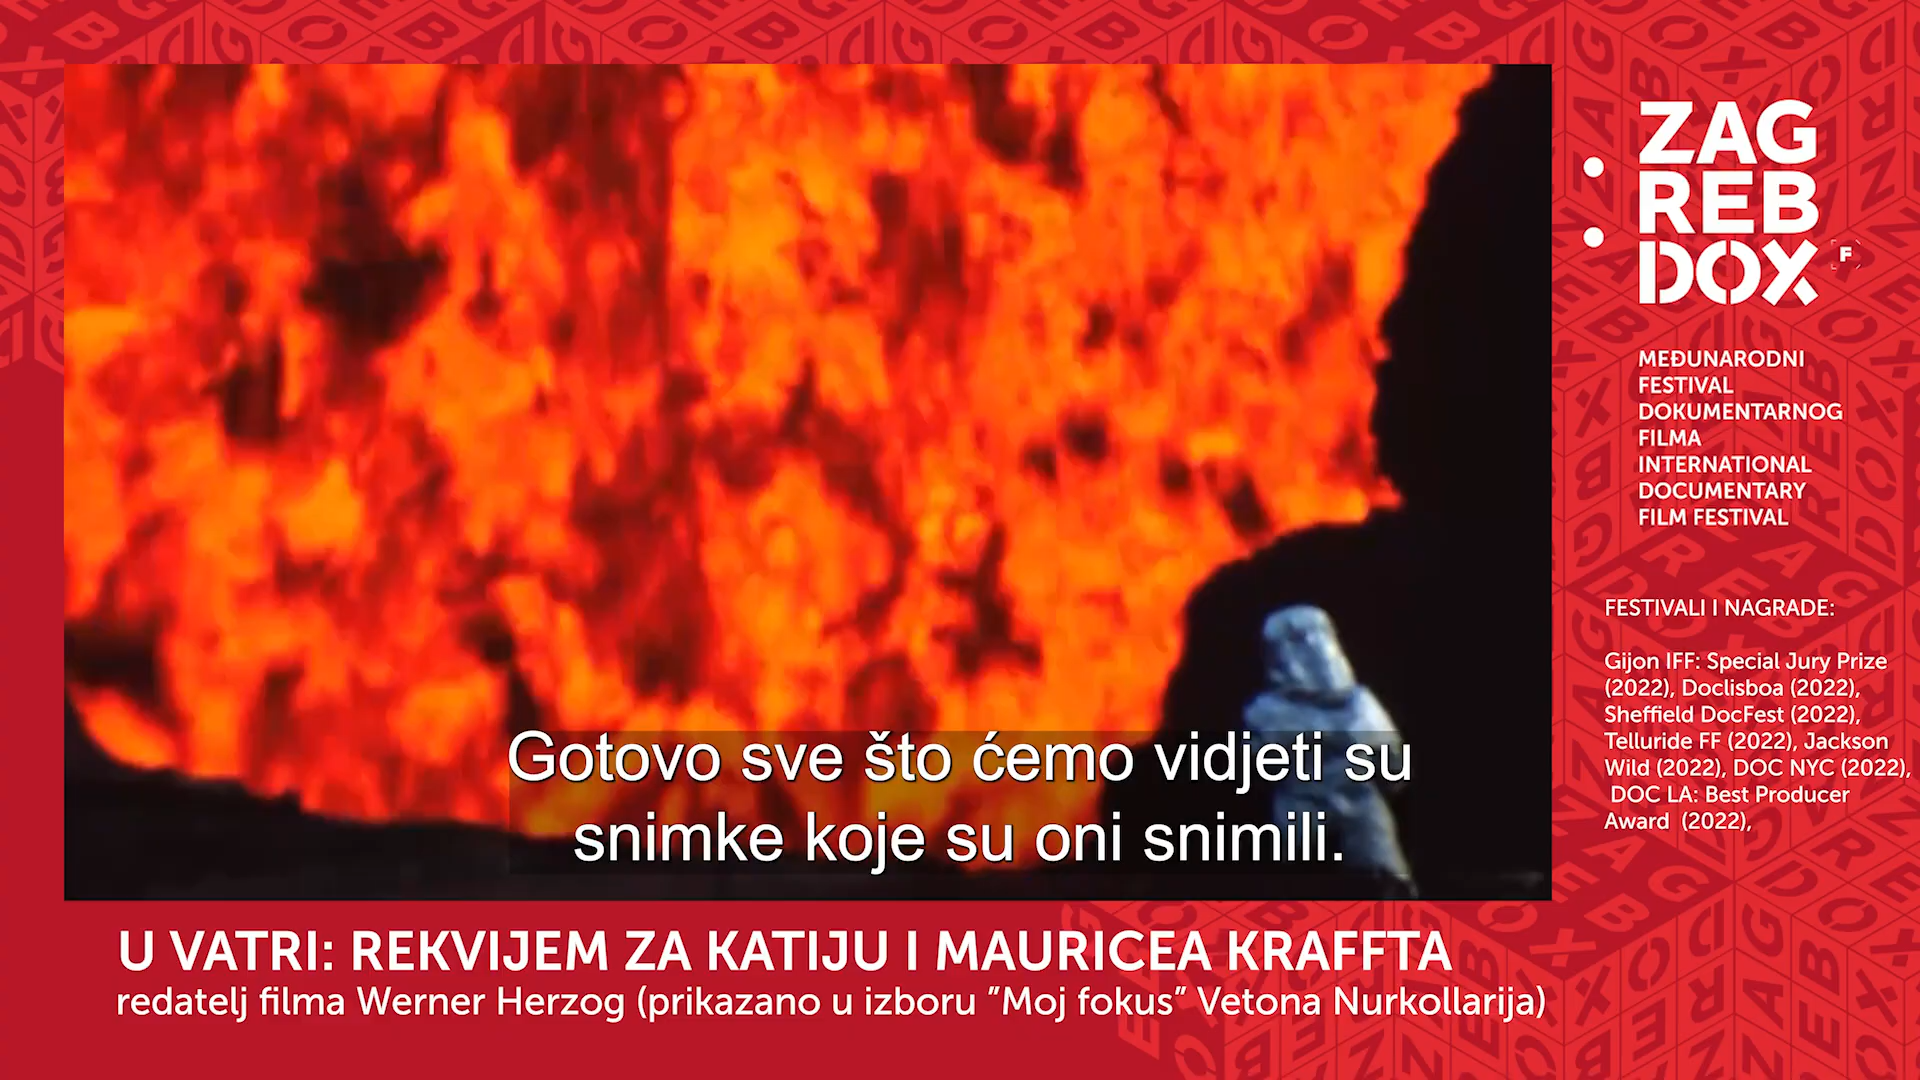 ZAG
REB
DOX
F
MEĐUNARODNI
FESTIVAL
DOKUMENTARNOG
FILMA
INTERNATIONAL
DOCUMENTARY
FILM FESTIVAL
FESTIVALI I NAGRADE:
Gijon IFF: Special Jury Prize
(2022), Doclisboa (2022),
Sheffield DocFest (2022),
Telluride FF (2022), Jackson
Wild (2022), DOC NYC (2022),
DOC LA: Best Producer
Award (2022),
Gotovo sve što ćemo vidjeti su
snimke koje su oni snimili.
U VATRI: REKVIJEM ZA KATIJU I MAURICEA KRAFFTA
redatelj filma Werner Herzog (prikazano u izboru ”Moj fokus” Vetona Nurkollarija)